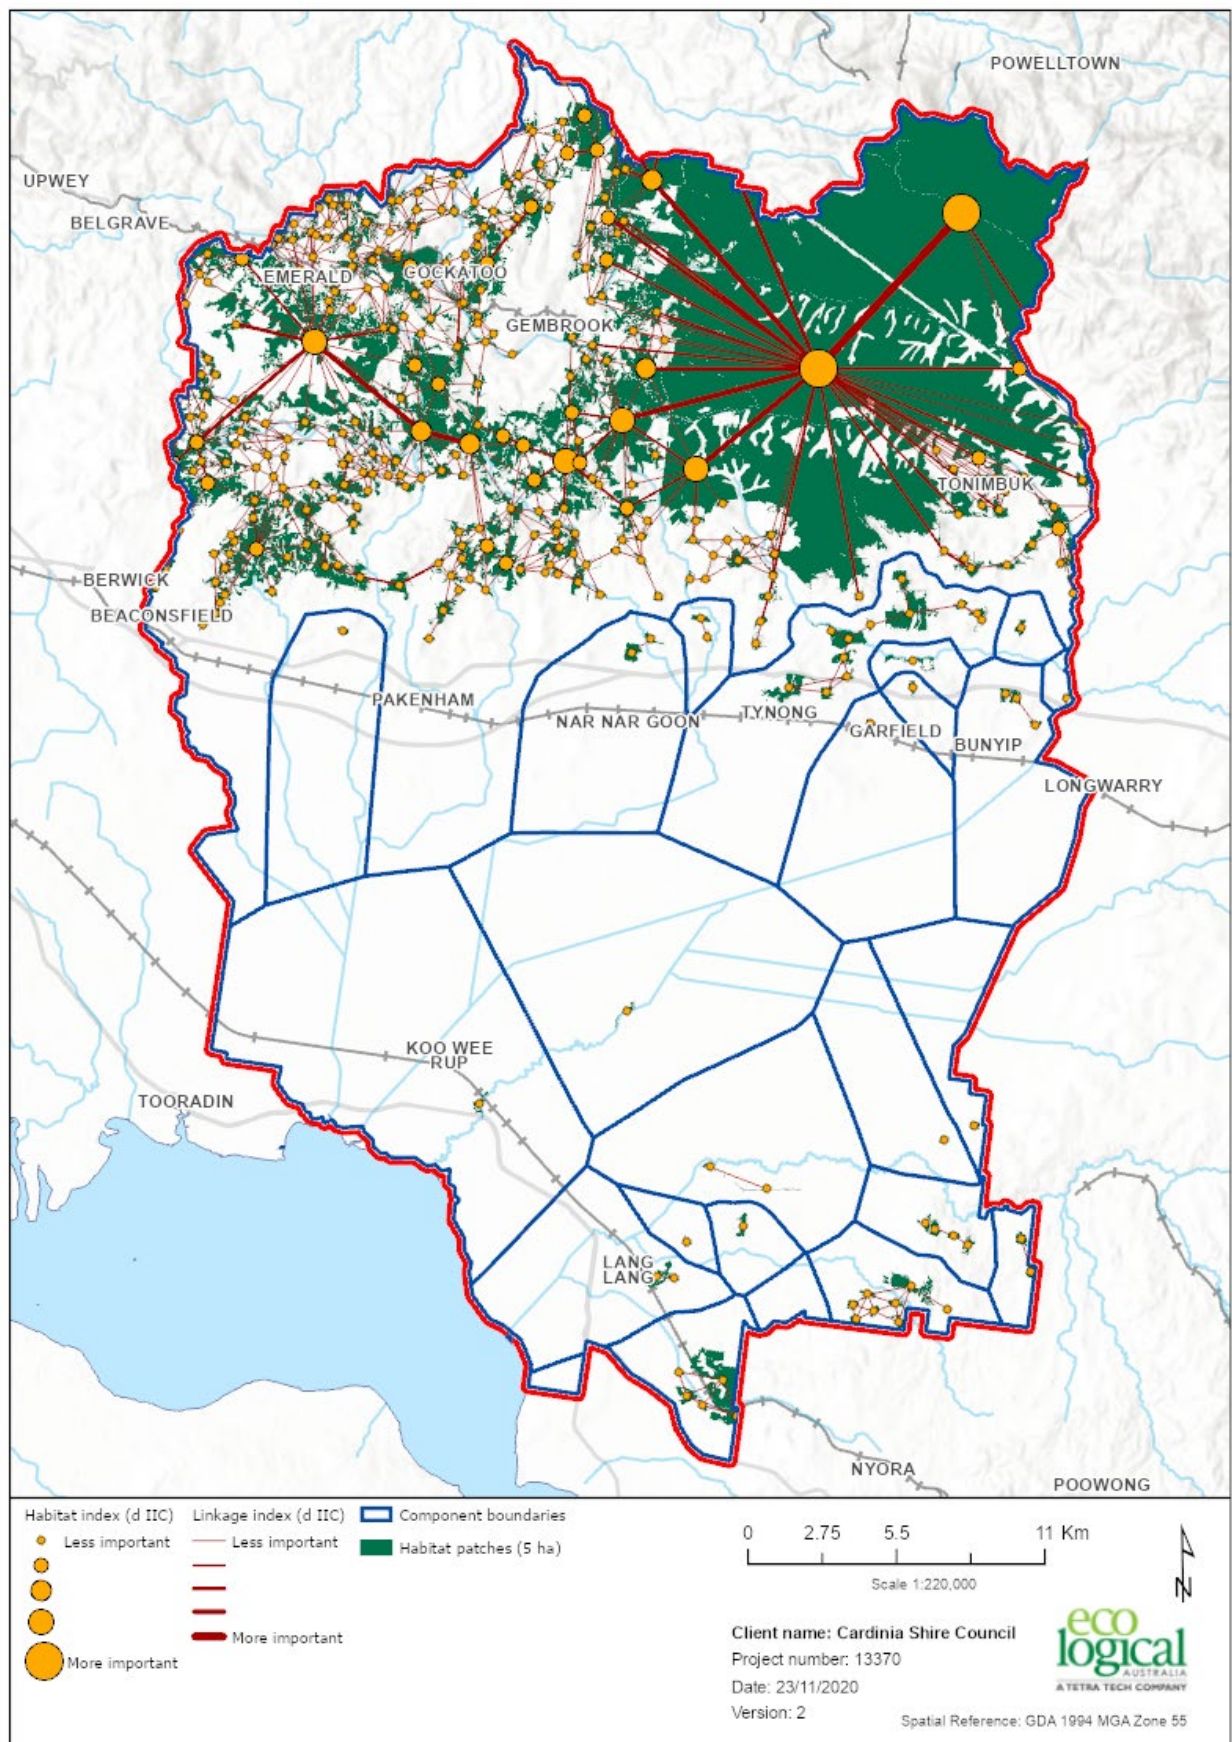 POWELLTOWN
UPWEY
BELGRAVE
EMERALD
COCKATOO
GEMBROOK
TONIMBUK
BERWICK
BEACONSFIELD
PAKENHAM
NAR NAR GOON
TYNONG
GARFIELD
BUNYIP
LONGWARRY
KOO WEE
RUP
TOORADIN
LANG
LANG
NYORA
POOWONG
Habitat index (d IIC)
Less important
More important
Linkage index (d IIC)
Less important
More important
Component boundaries
Habitat patches (5 ha)
0 2.75 5.5 11 Km
Scale 1:220,000
N
Client name: Cardinia Shire Council
Project number: 13370
Date: 23/11/2020
Version: 2
eco
logical
AUSTRALIA
A TETRA TECH COMPANY
Spatial Reference: GDA 1994 MGA Zone 55